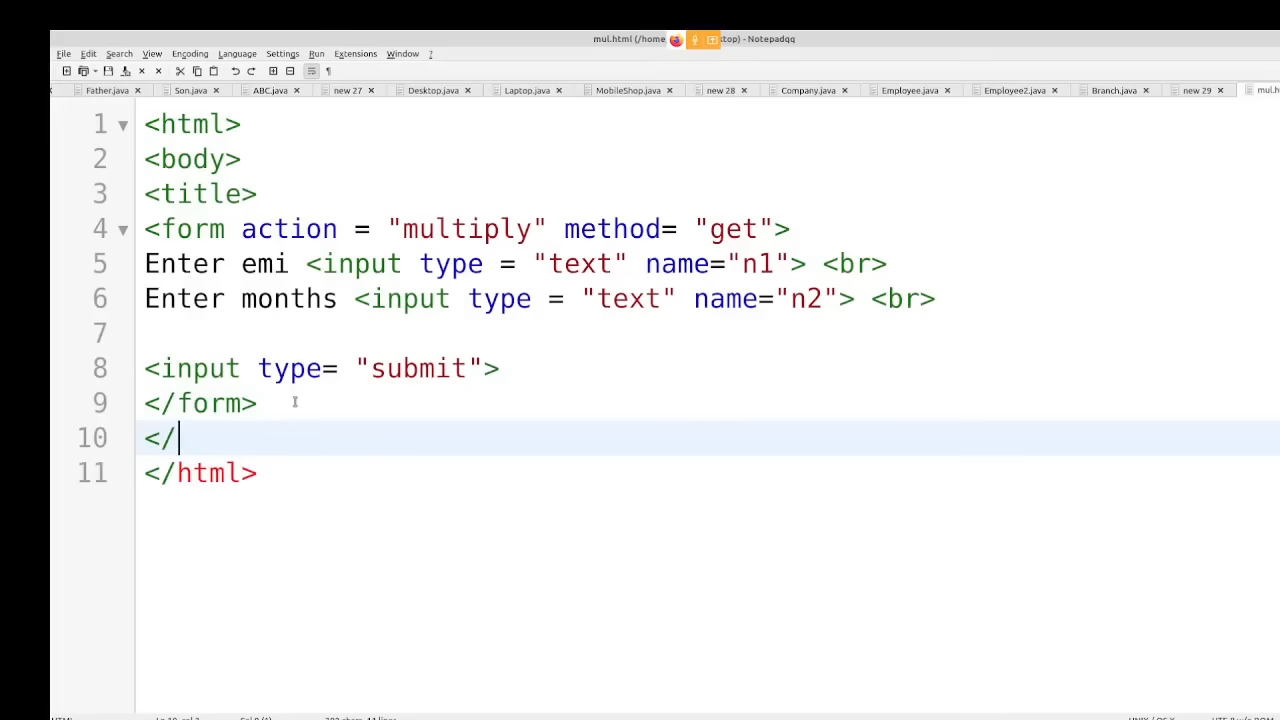 mul.html (/home ktop) - Notepadqq
File Edit Search View Encoding Language Settings Run Extensions Window ?
Father.java Son.java ABC.java new 27 Desktop.java Laptop.java MobileShop.java new 28 Company.java Employee.java Employee2.java Branch.java new 29 mul.h
1 <html>
2 <body>
3 <title>
4 <form action = "multiply" method= "get">
5 Enter emi <input type = "text" name="n1"> <br>
6 Enter months <input type = "text" name="n2"> <br>
7
8 <input type= "submit">
9 </form>
10 </
11 </html>